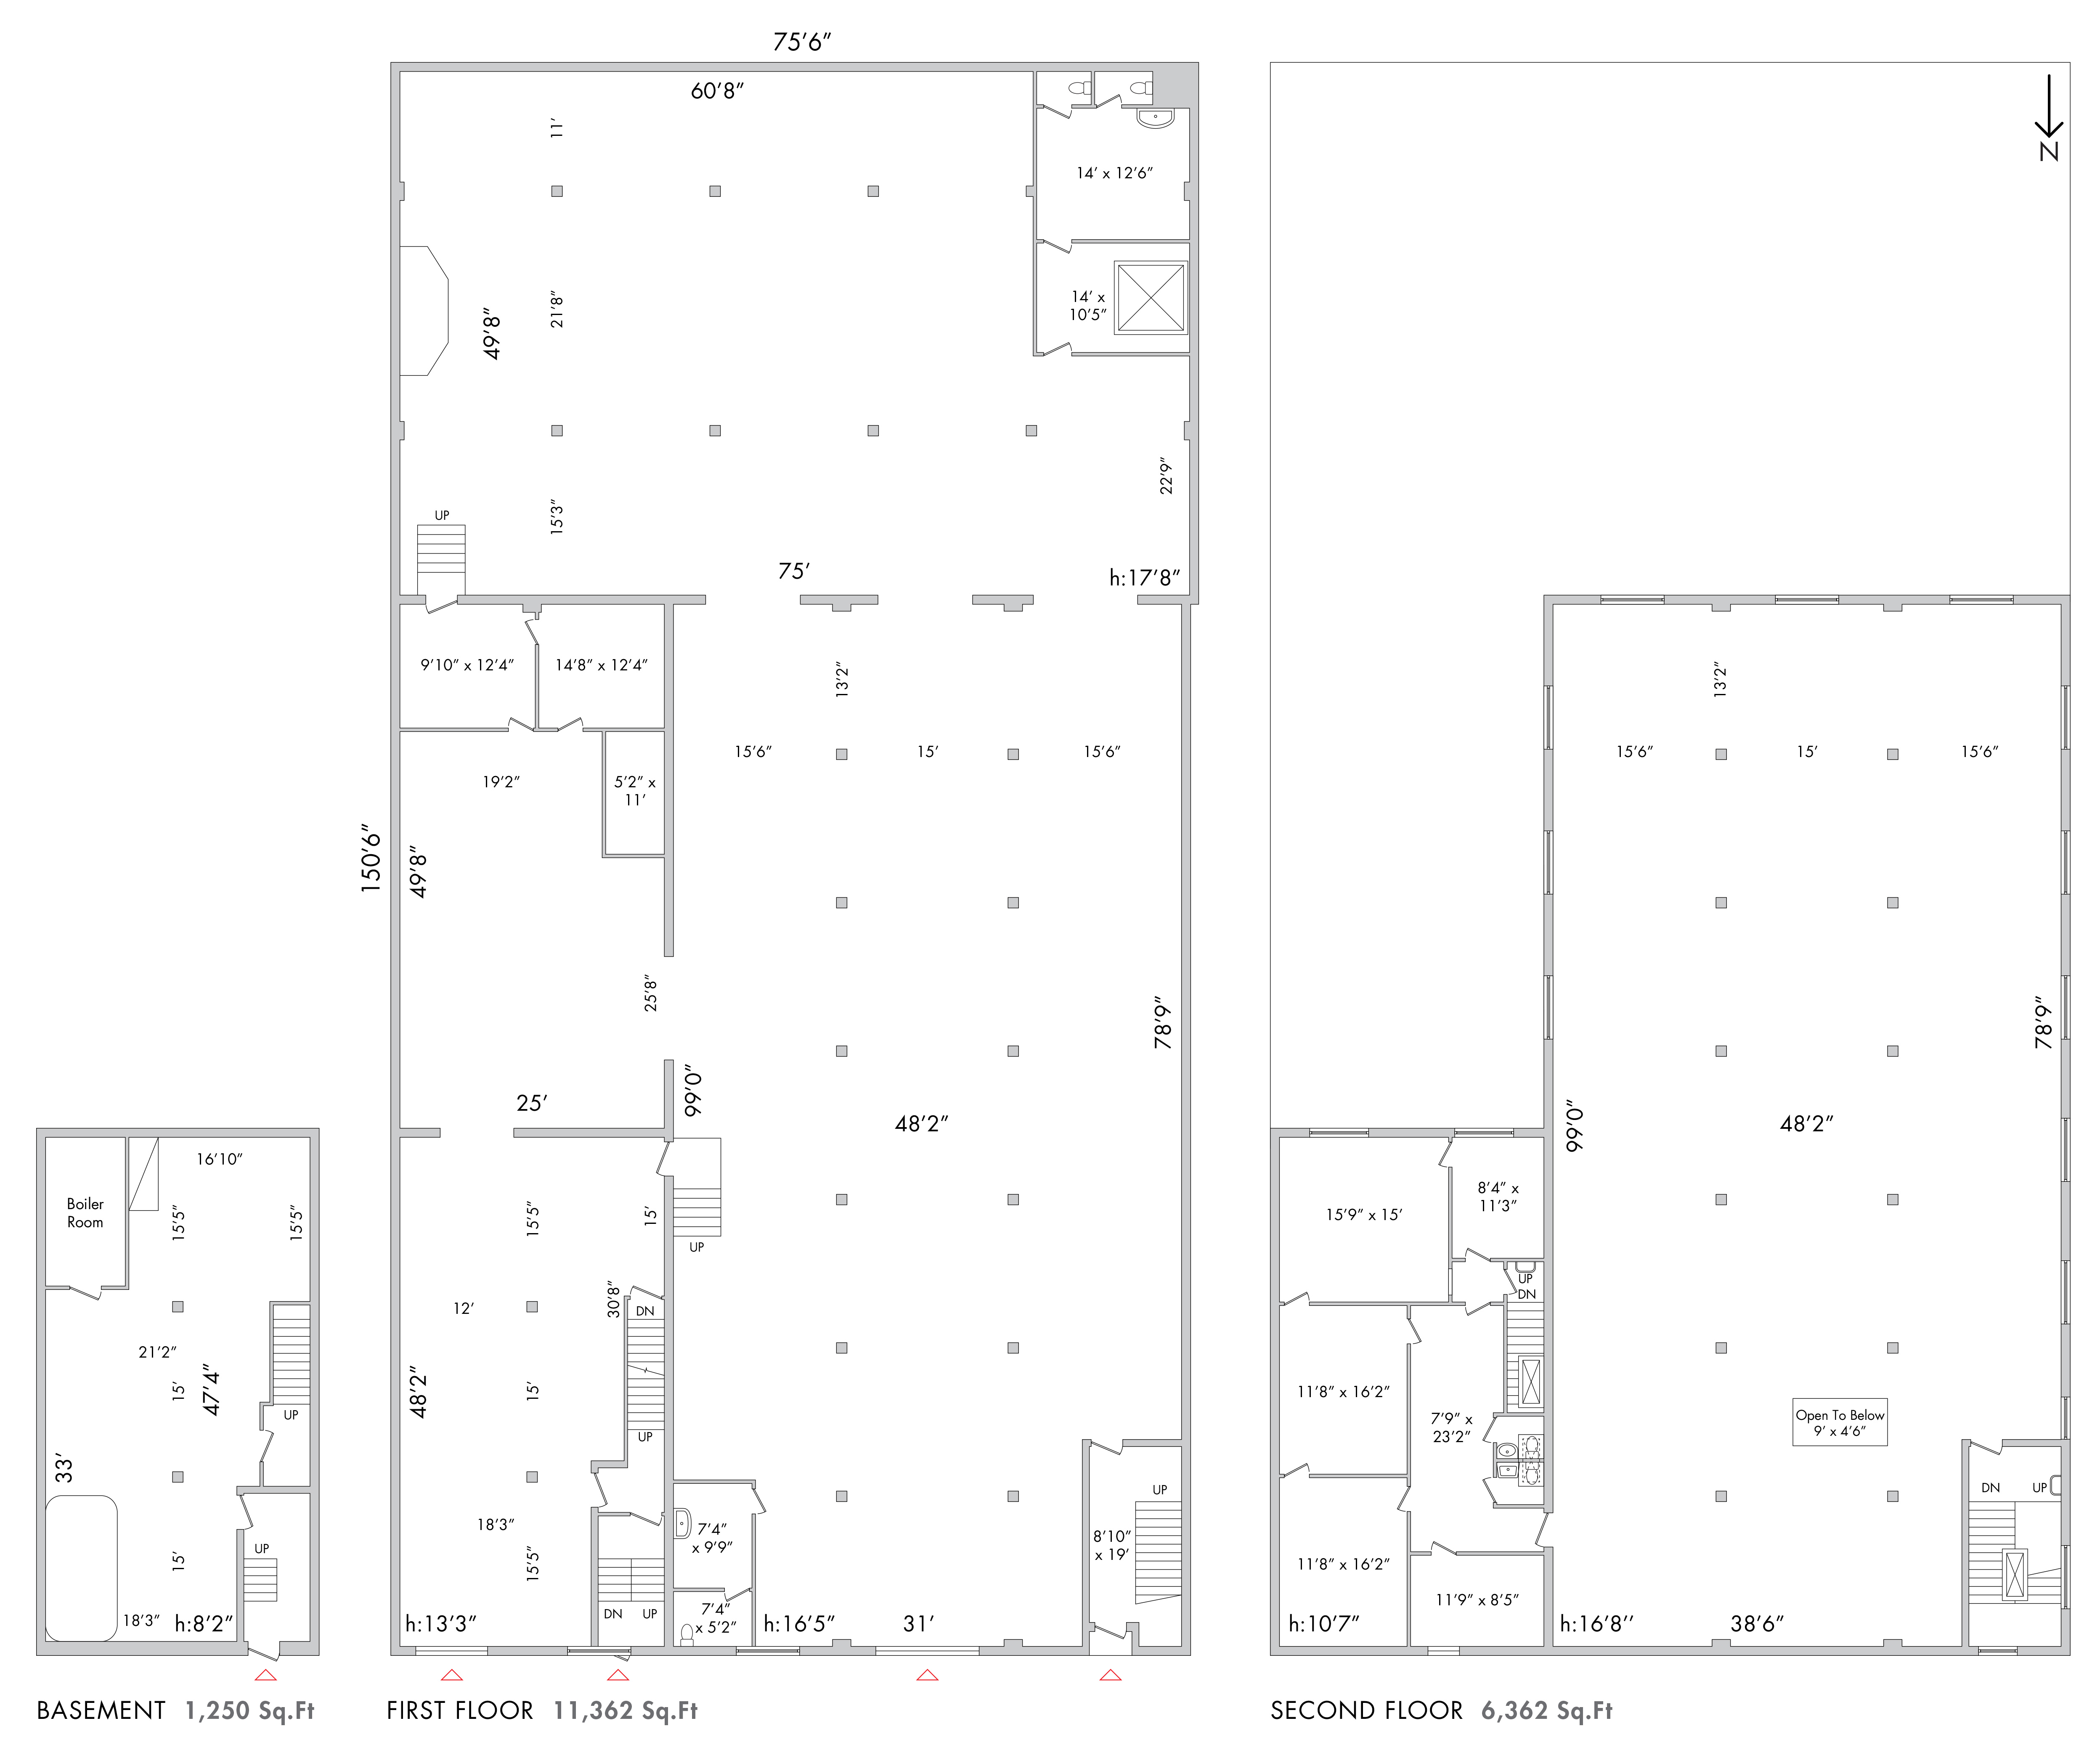 75'6"
60'8"
11'
14' x 12'6"
21'8"
49'8"
14' x
10'5"
22'9"
15'3"
UP
75'
h:17'8"
9'10" x 12'4"
14'8" x 12'4"
13'2"
15'6"
15'
15'6"
19'2"
5'2" x
11'
150'6"
49'8"
25'8"
78'9"
99'0"
25'
48'2"
15'5"
15'
UP
12'
30'8"
DN
48'2"
15'
UP
18'3"
15'5"
7'4"
x 9'9"
DN
UP
7'4"
x 5'2"
h:13'3"
h:16'5"
31'
UP
8'10"
x 19'
FIRST FLOOR 11,362 Sq.Ft
16'10"
Boiler
Room
15'5"
15'5"
21'2"
15'
47'4"
UP
33'
UP
15'
18'3"
h:8'2"
BASEMENT 1,250 Sq.Ft
N
13'2"
15'6"
15'
15'6"
78'9"
99'0"
48'2"
8'4" x
11'3"
15'9" x 15'
UP
DN
11'8" x 16'2"
7'9" x
23'2"
Open To Below
9' x 4'6"
DN
UP
11'8" x 16'2"
11'9" x 8'5"
h:10'7"
h:16'8''
38'6"
SECOND FLOOR 6,362 Sq.Ft